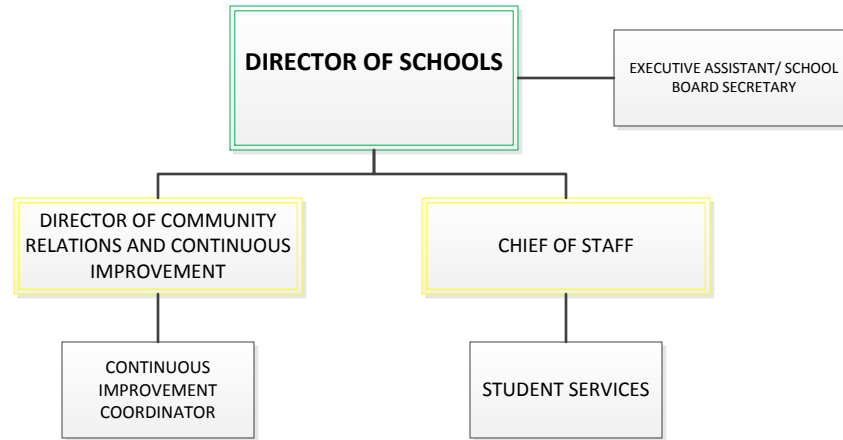 DIRECTOR OF SCHOOLS
EXECUTIVE ASSISTANT/ SCHOOL
BOARD SECRETARY
DIRECTOR OF COMMUNITY
RELATIONS AND CONTINUOUS
IMPROVEMENT
CHIEF OF STAFF
CONTINUOUS
IMPROVEMENT
COORDINATOR
STUDENT SERVICES